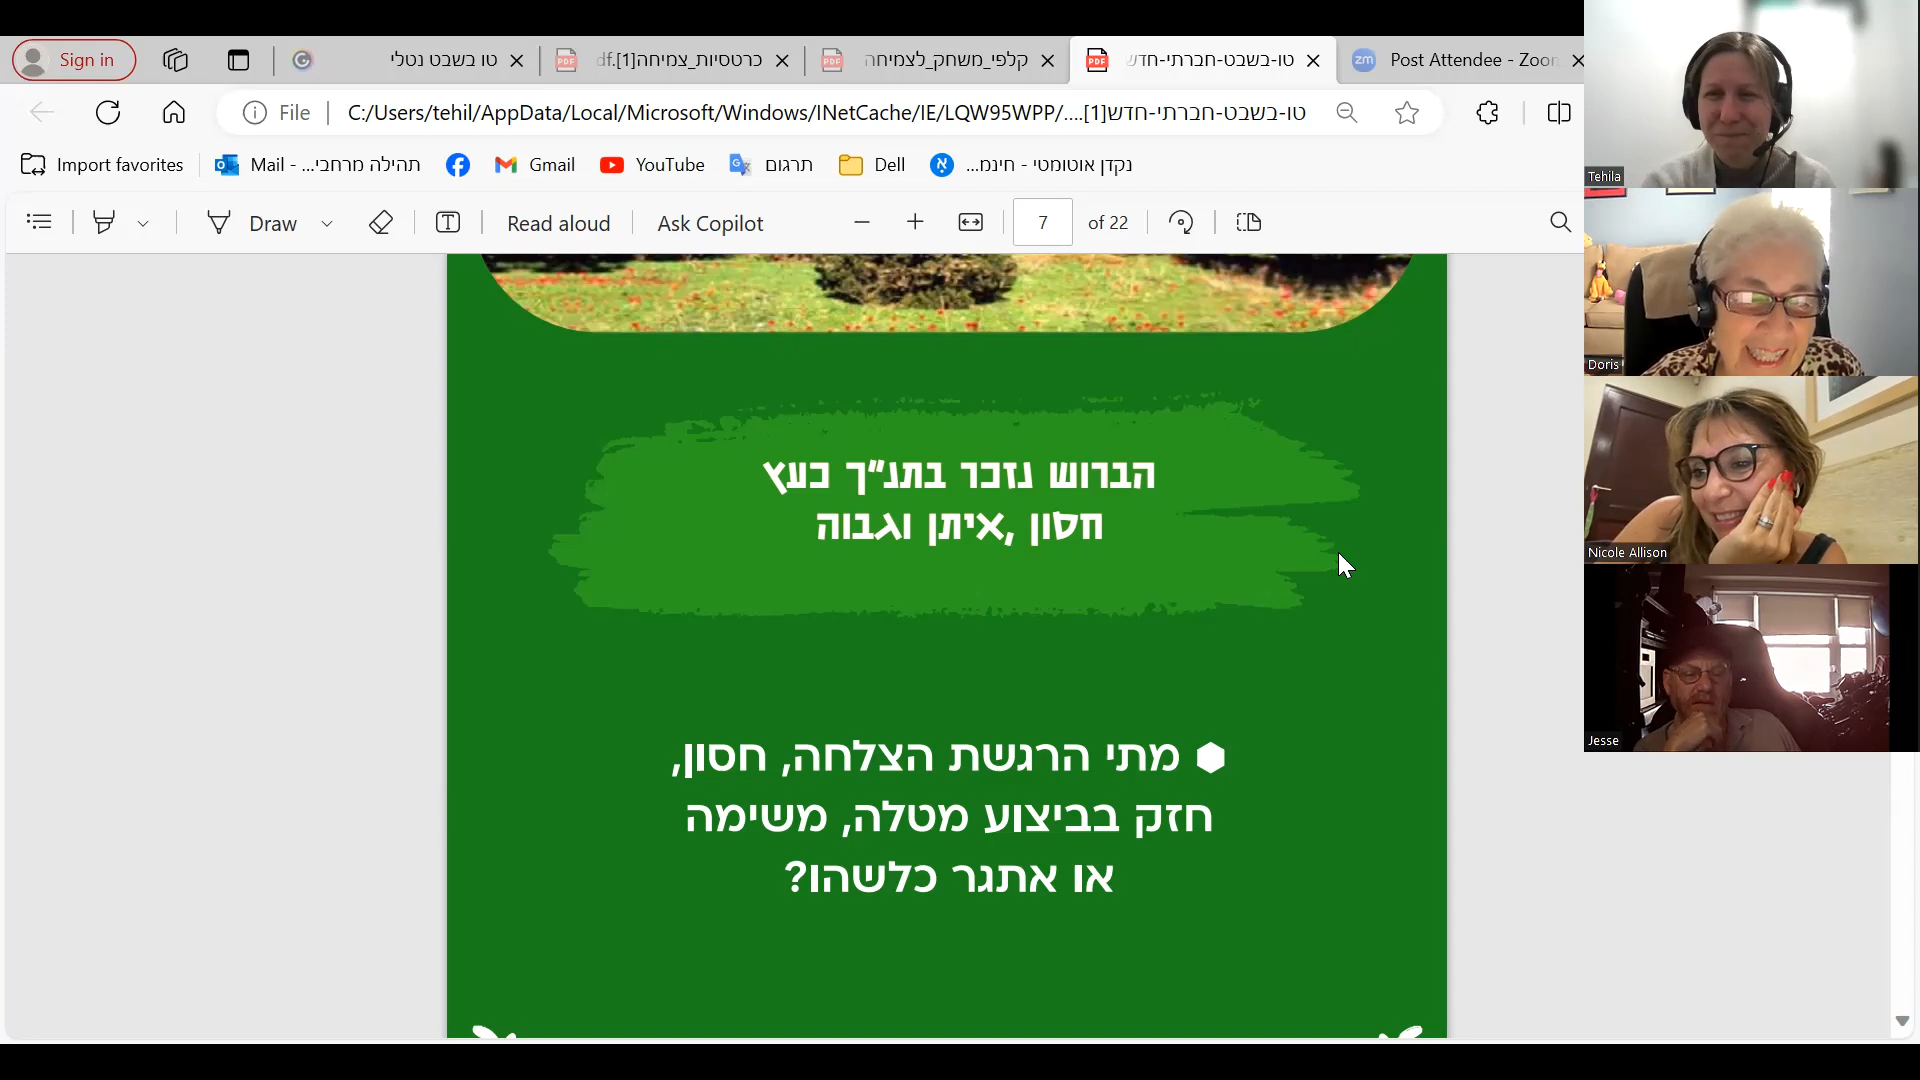 Sign in
טו בשבט נטלי
כרטסיות_צמיחה[1].df
קלפי_משחק_לצמיחה
טו-בשבט-חברתי-חדש
Post Attendee - Zoom
File
C:/Users/tehil/AppData/Local/Microsoft/Windows/INetCache/IE/LQW95WPP/....[1]טו-בשבט-חברתי-חדש
Import favorites
Mail - ...תהילה מרחבי
Gmail
YouTube
תרגום
Dell
נקדן אוטומטי - חינמ...
Draw
Read aloud
Ask Copilot
7 of 22
הברוש נזכר בתנ"ך כעץ
חסון ,איתן וגבוה
מתי הרגשת הצלחה, חסון,
חזק בביצוע מטלה, משימה
או אתגר כלשהו?
Tehila
Doris
Nicole Allison
Jesse